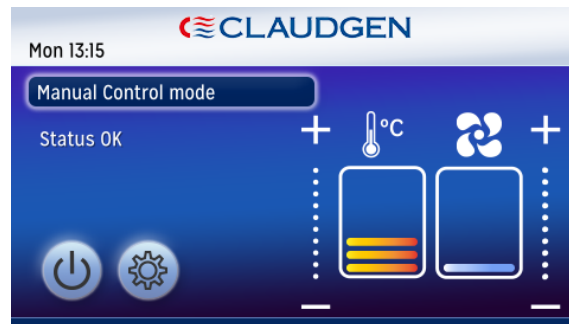 CLAUDGEN
Mon 13:15
Manual Control mode
Status OK
+ °C +
— —